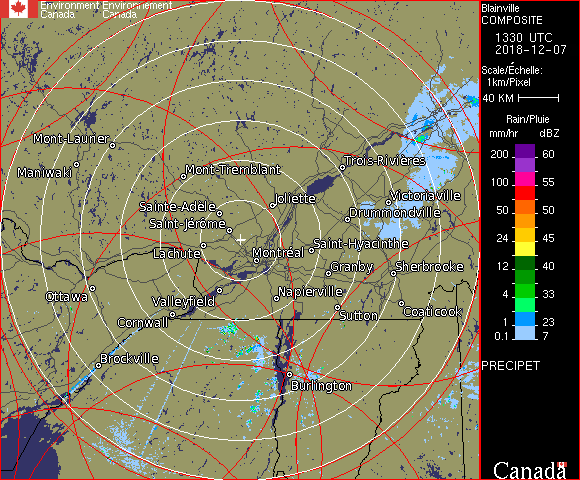 Environment Environnement
Canada Canada
Blainville
COMPOSITE
1330 UTC
2018-12-07
Scale/Échelle:
1km/Pixel
40 KM
Rain/Pluie
mm/hr dBZ
200 60
100 55
50 50
24 45
12 40
4 33
1 23
0.1 7
PRECIPET
Canada
Mont-Laurier
Maniwaki
Mont-Tremblant
Trois-Rivières
Sainte-Adèle
Joliette
Victoriaville
Saint-Jérôme
Drummondville
Lachute
Montréal
Saint-Hyacinthe
Granby
Sherbrooke
Ottawa
Valleyfield
Napierville
Cornwall
Sutton
Coaticook
Brockville
Burlington